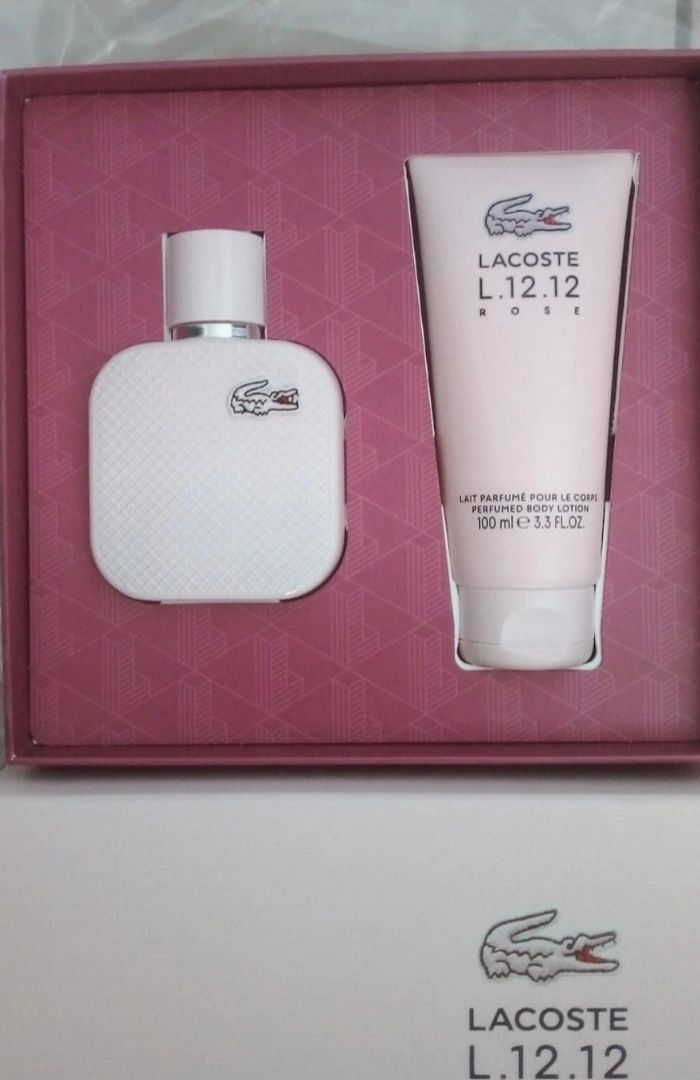 LACOSTE
L.12.12
ROSE
LAIT PARFUMÉ POUR LE CORPS
PERFUMED BODY LOTION
100 ml e 3.3 FL.OZ.
LACOSTE
L.12.12